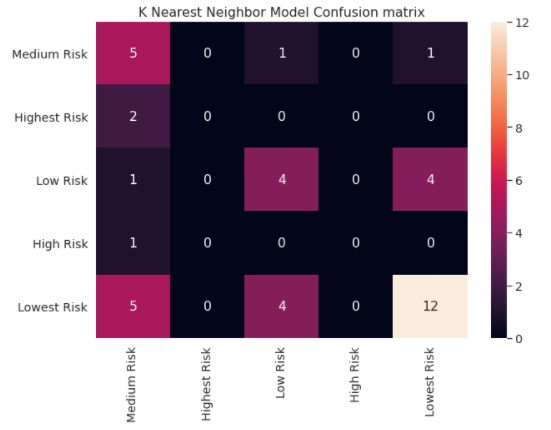 K Nearest Neighbor Model Confusion matrix
Medium Risk 5 0 1 0 1
Highest Risk 2 0 0 0 0
Low Risk 1 0 4 0 4
High Risk 1 0 0 0 0
Lowest Risk 5 0 4 0 12
Medium Risk
Highest Risk
Low Risk
High Risk
Lowest Risk
12
10
8
6
4
2
0